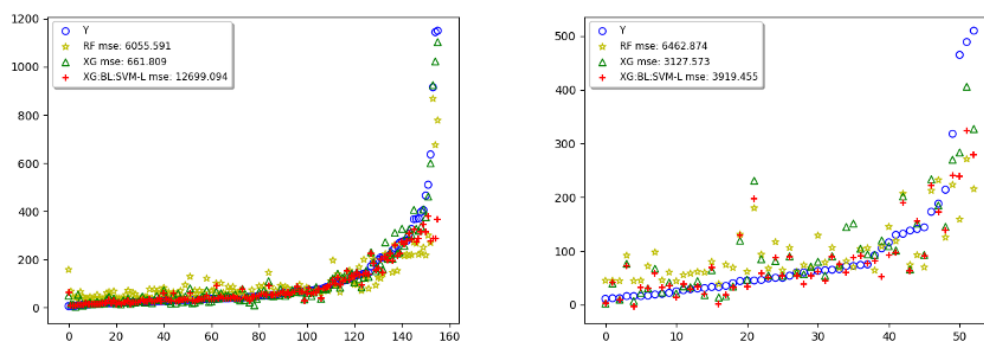 1200
1000
800
600
400
200
0
Y
RF mse: 6055.591
XG mse: 661.809
XG:BL:SVM-L mse: 12699.094
0 20 40 60 80 100 120 140 160
500
400
300
200
100
0
Y
RF mse: 6462.874
XG mse: 3127.573
XG:BL:SVM-L mse: 3919.455
0 10 20 30 40 50